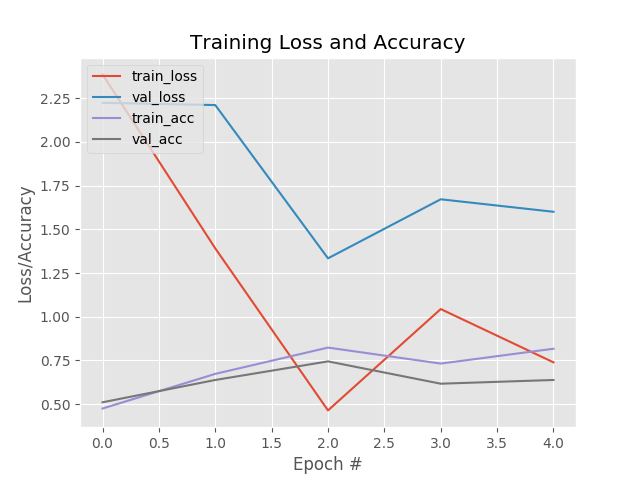 Training Loss and Accuracy
train_loss
val_loss
train_acc
val_acc
2.25
2.00
1.75
1.50
1.25
1.00
0.75
0.50
Loss/Accuracy
0.0 0.5 1.0 1.5 2.0 2.5 3.0 3.5 4.0
Epoch #